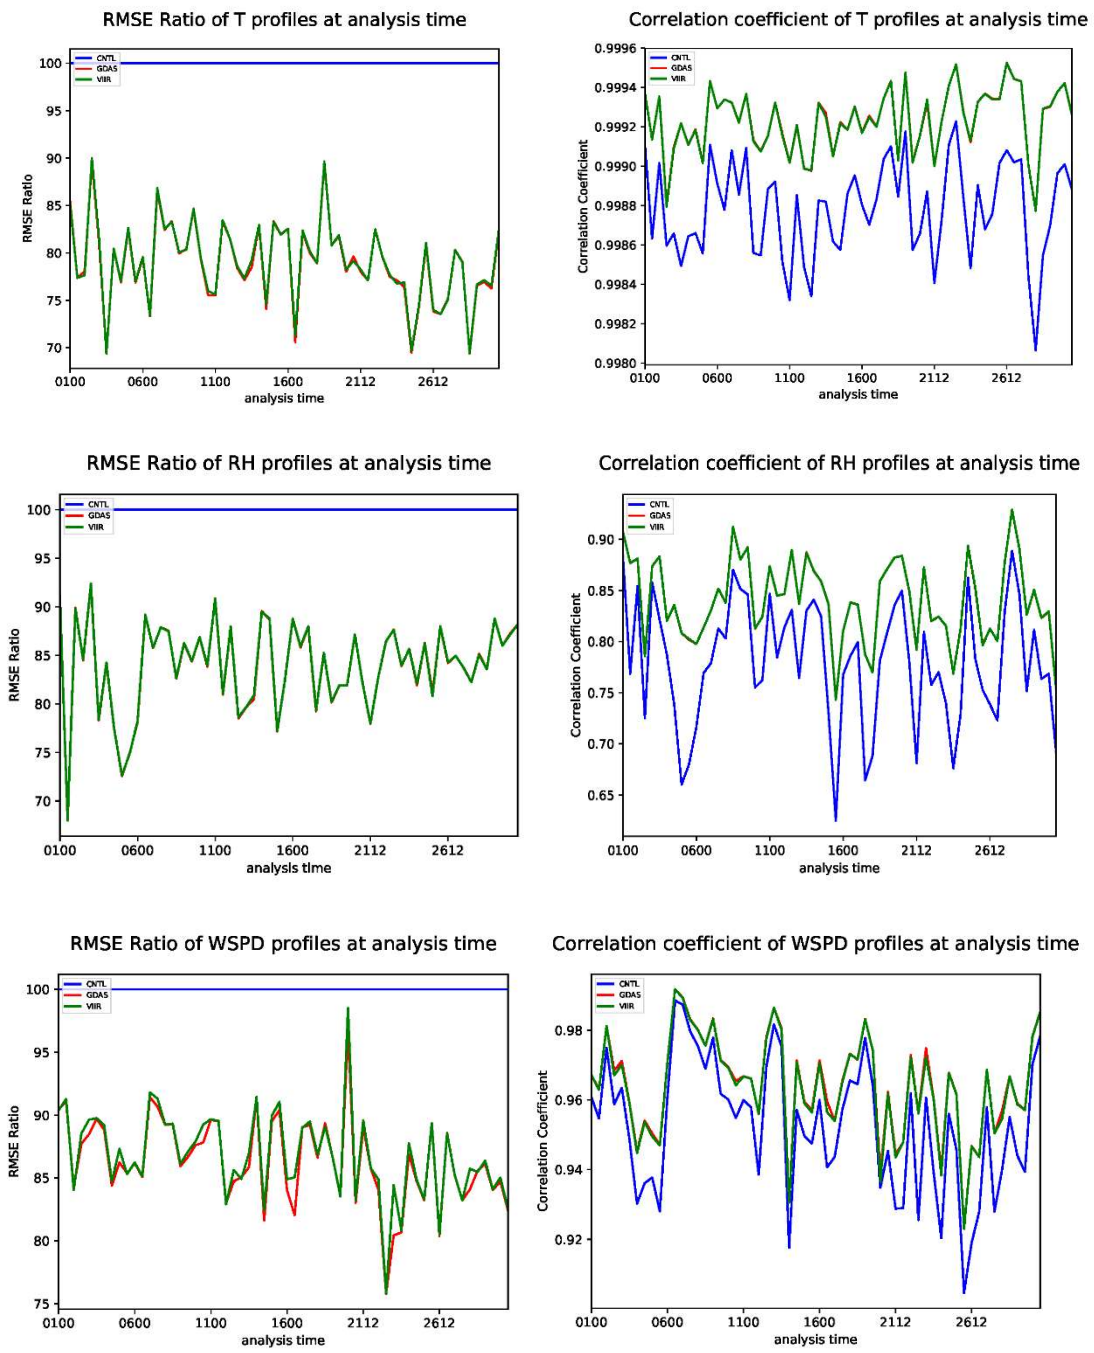 RMSE Ratio of T profiles at analysis time
100
95
90
85
80
75
70
RMSE Ratio
CNTL
GDAS
VIIR
0100 0600 1100 1600 2112 2612
analysis time
Correlation coefficient of T profiles at analysis time
0.9996
0.9994
0.9992
0.9990
0.9988
0.9986
0.9984
0.9982
0.9980
Correlation Coefficient
CNTL
GDAS
VIIR
0100 0600 1100 1600 2112 2612
analysis time
RMSE Ratio of RH profiles at analysis time
100
95
90
85
80
75
70
RMSE Ratio
CNTL
GDAS
VIIR
0100 0600 1100 1600 2112 2612
analysis time
Correlation coefficient of RH profiles at analysis time
0.90
0.85
0.80
0.75
0.70
0.65
Correlation Coefficient
CNTL
GDAS
VIIR
0100 0600 1100 1600 2112 2612
analysis time
RMSE Ratio of WSPD profiles at analysis time
100
95
90
85
80
75
RMSE Ratio
CNTL
GDAS
VIIR
0100 0600 1100 1600 2112 2612
analysis time
Correlation coefficient of WSPD profiles at analysis time
0.98
0.96
0.94
0.92
Correlation Coefficient
CNTL
GDAS
VIIR
0100 0600 1100 1600 2112 2612
analysis time